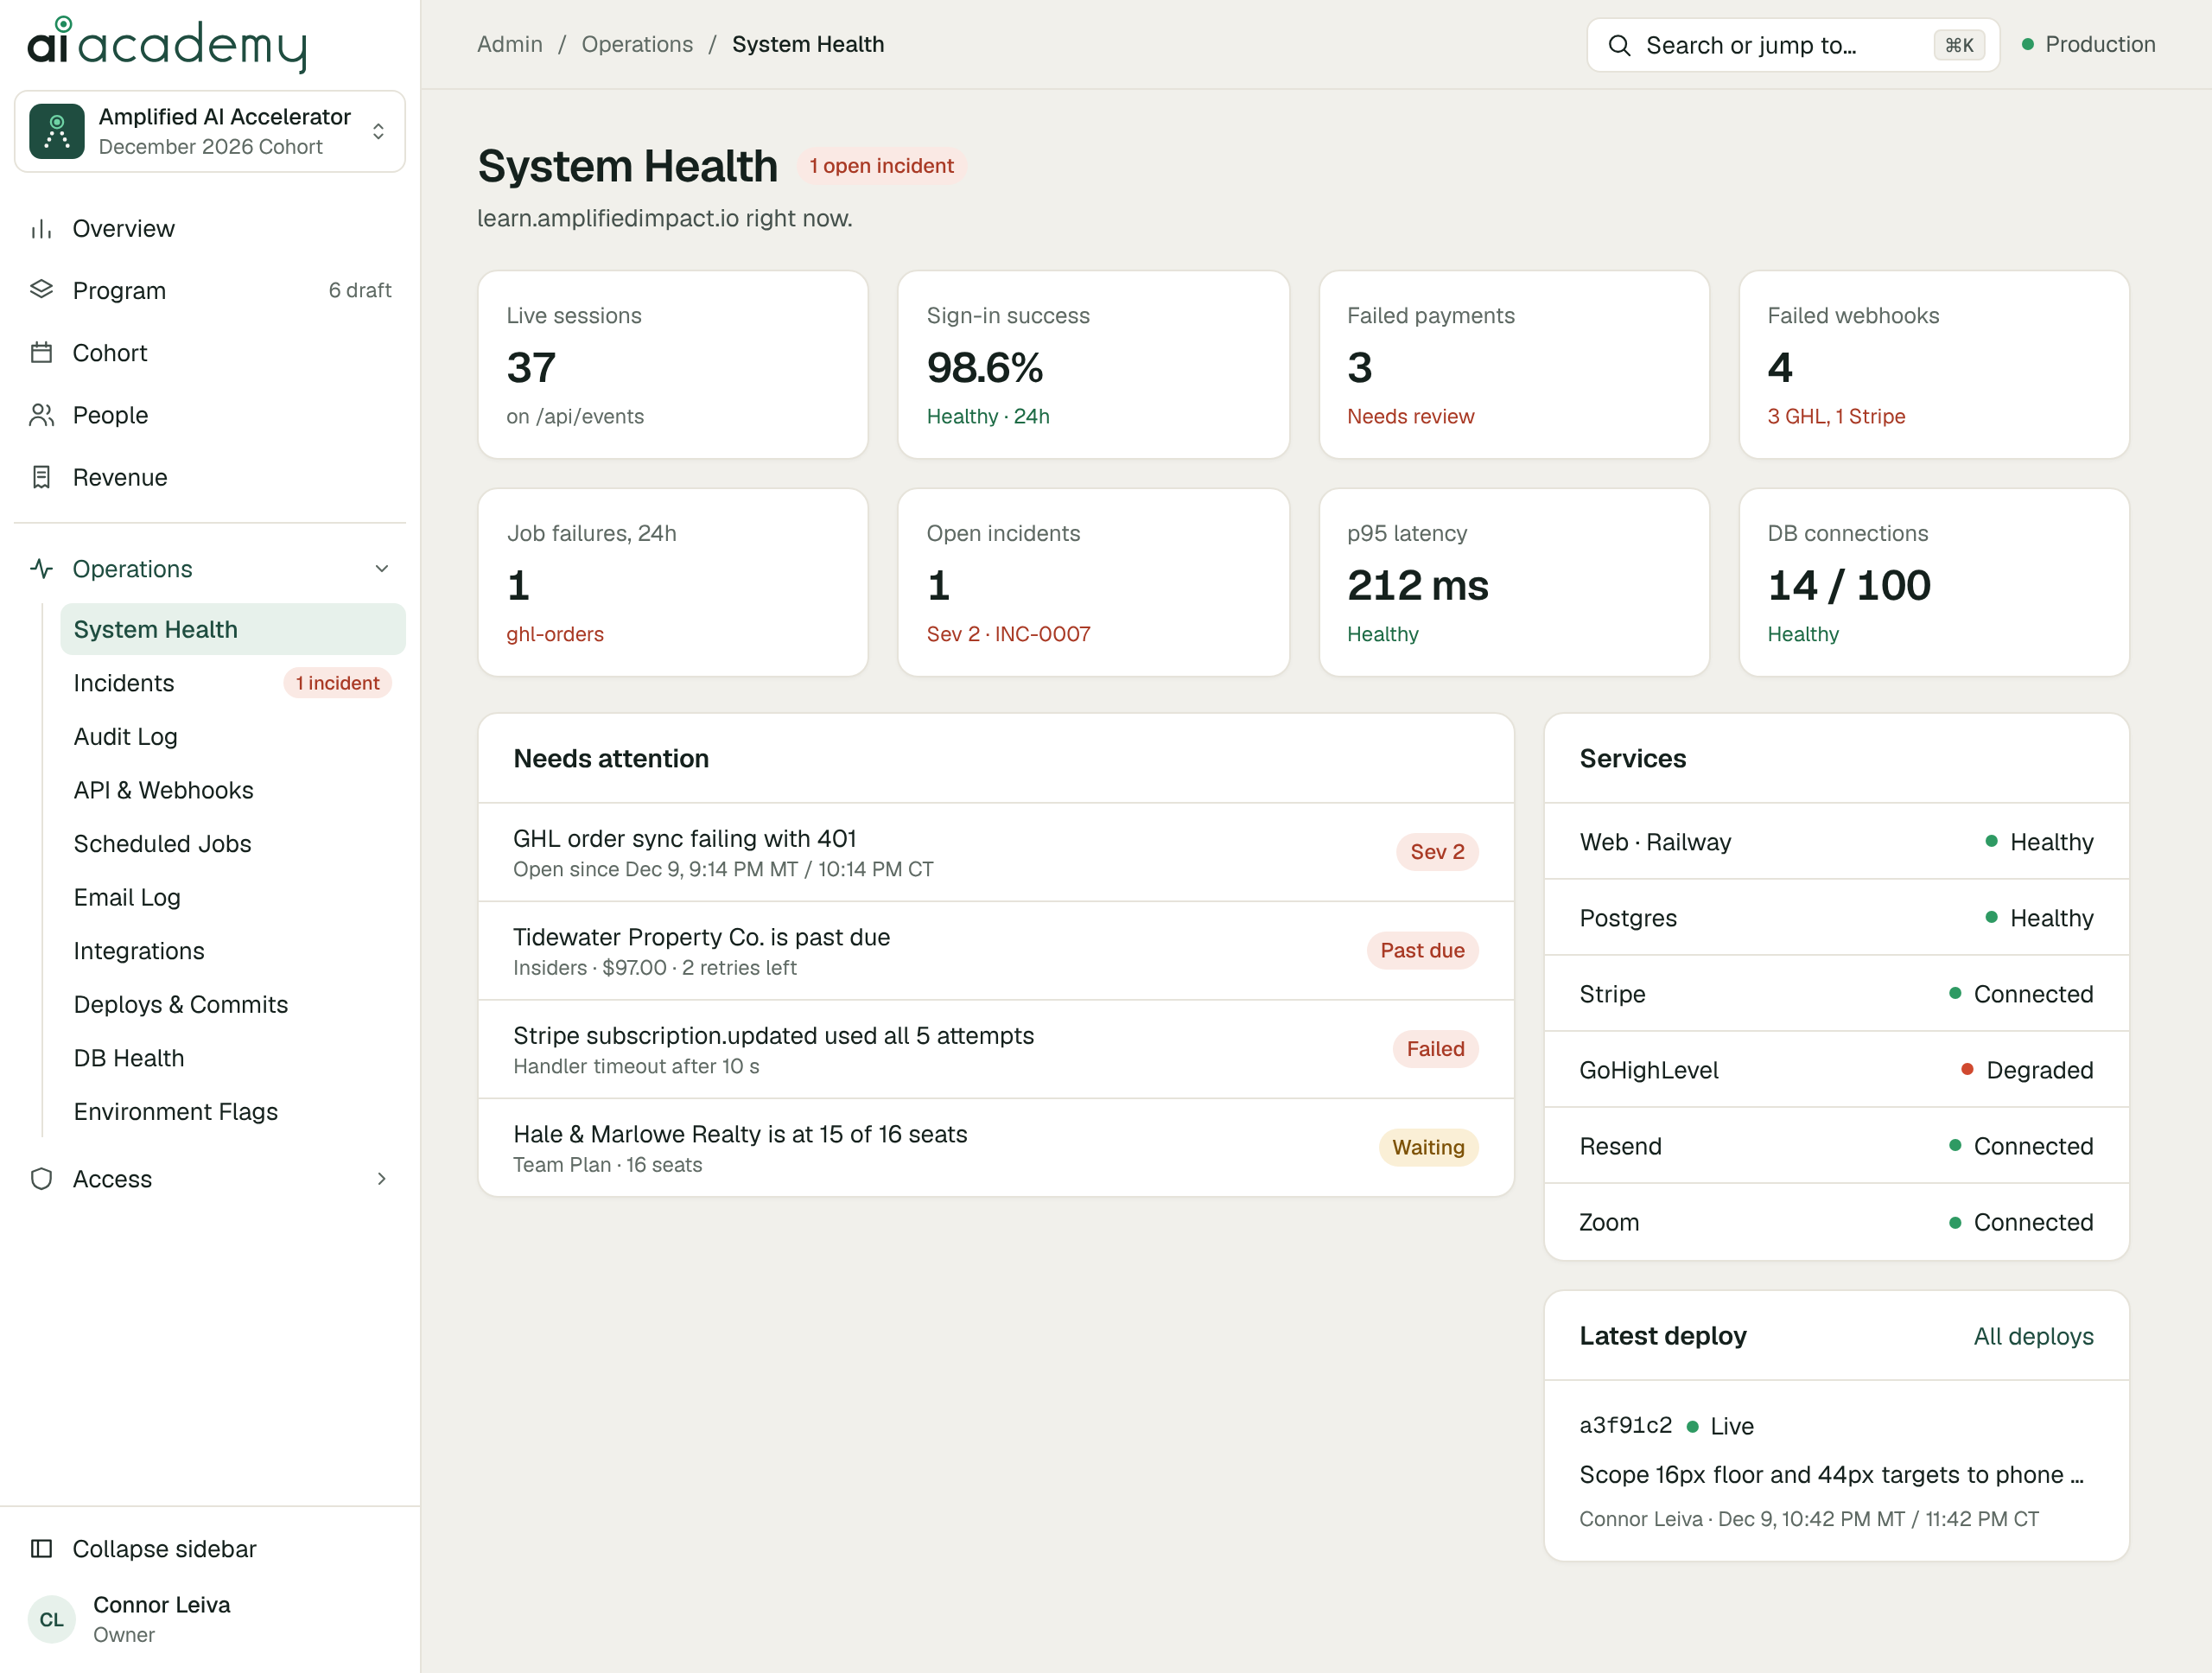 ai academy
Amplified AI Accelerator
December 2026 Cohort
Overview
Program 6 draft
Cohort
People
Revenue
Operations
System Health
Incidents 1 incident
Audit Log
API & Webhooks
Scheduled Jobs
Email Log
Integrations
Deploys & Commits
DB Health
Environment Flags
Access
Collapse sidebar
CL
Connor Leiva
Owner
Admin / Operations / System Health
Search or jump to... ⌘K
Production
System Health 1 open incident
learn.amplifiedimpact.io right now.
Live sessions
37
on /api/events
Sign-in success
98.6%
Healthy · 24h
Failed payments
3
Needs review
Failed webhooks
4
3 GHL, 1 Stripe
Job failures, 24h
1
ghl-orders
Open incidents
1
Sev 2 · INC-0007
p95 latency
212 ms
Healthy
DB connections
14 / 100
Healthy
Needs attention
GHL order sync failing with 401
Open since Dec 9, 9:14 PM MT / 10:14 PM CT
Sev 2
Tidewater Property Co. is past due
Insiders · $97.00 · 2 retries left
Past due
Stripe subscription.updated used all 5 attempts
Handler timeout after 10 s
Failed
Hale & Marlowe Realty is at 15 of 16 seats
Team Plan · 16 seats
Waiting
Services
Web · Railway Healthy
Postgres Healthy
Stripe Connected
GoHighLevel Degraded
Resend Connected
Zoom Connected
Latest deploy All deploys
a3f91c2 Live
Scope 16px floor and 44px targets to phone ...
Connor Leiva · Dec 9, 10:42 PM MT / 11:42 PM CT